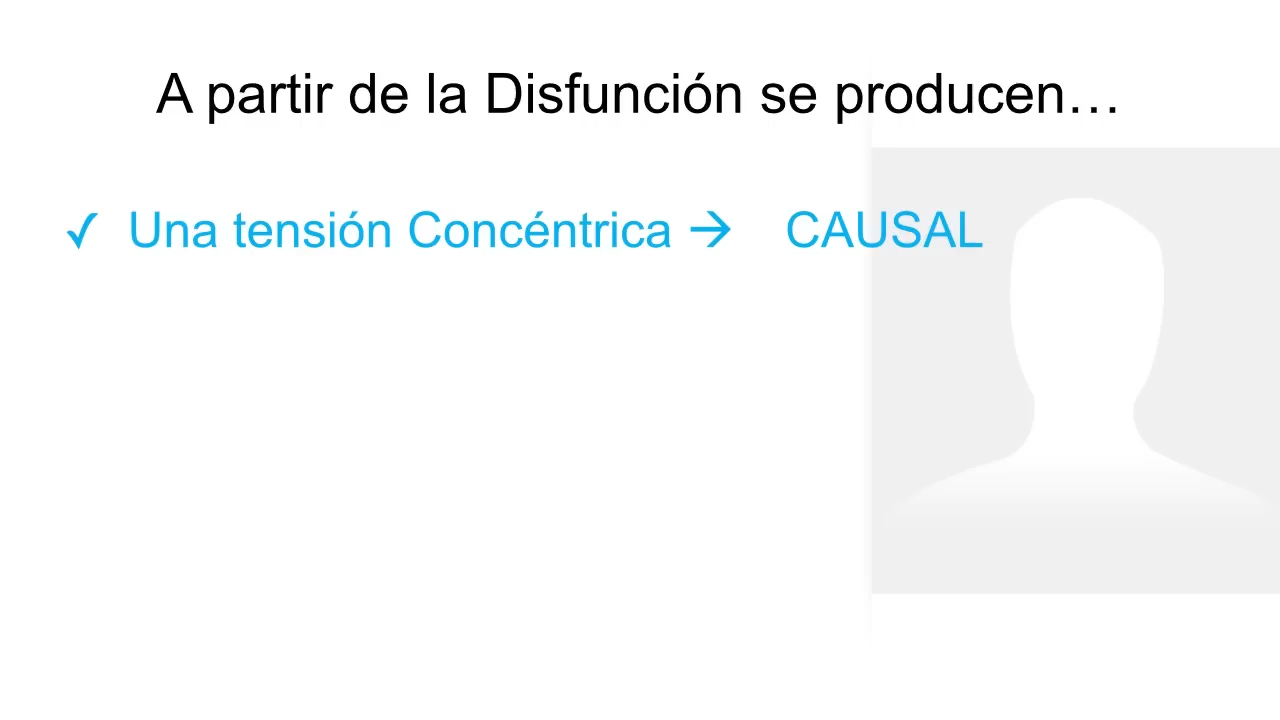 A partir de la Disfunción se producen…
✓ Una tensión Concéntrica → CAUSAL